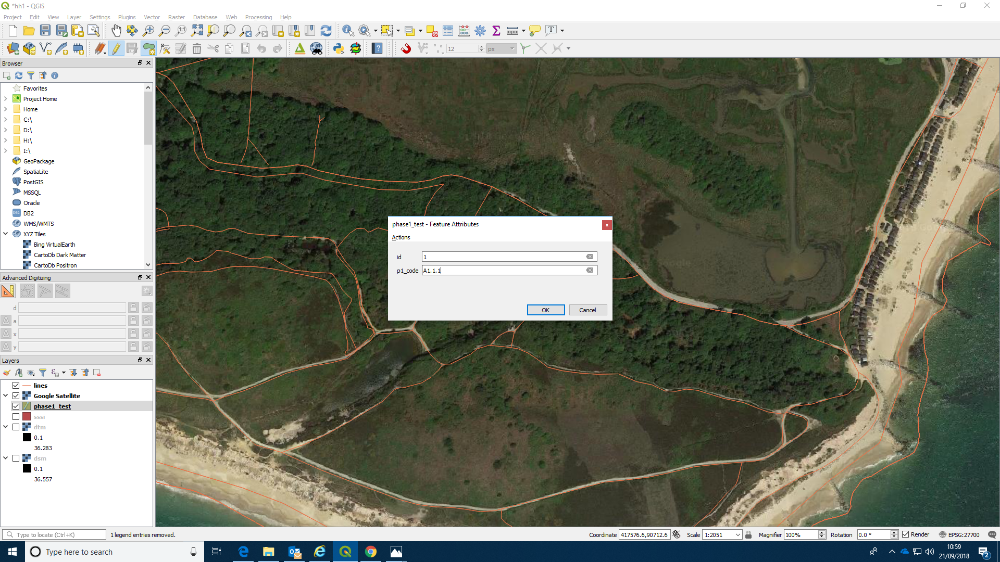 *hh1 - QGIS
Project Edit View Layer Settings Plugins Vector Raster Database Web Processing Help
12 px
Browser
Favorites
Project Home
Home
C:\
D:\
H:\
I:\
GeoPackage
SpatiaLite
PostGIS
MSSQL
Oracle
DB2
WMS/WMTS
XYZ Tiles
Bing VirtualEarth
CartoDb Dark Matter
CartoDb Positron
Advanced Digitizing
d
a
x
y
Layers
lines
Google Satellite
phase1_test
sssi
dtm
0.1
36.283
dsm
0.1
36.557
phase1_test - Feature Attributes
Actions
id 1
p1_code A1.1.1
OK Cancel
Type to locate (Ctrl+K) 1 legend entries removed. Coordinate 417576.6,90712.6 Scale 1:2051 Magnifier 100% Rotation 0.0 ° Render EPSG:27700
Type here to search
10:59
21/09/2018
2